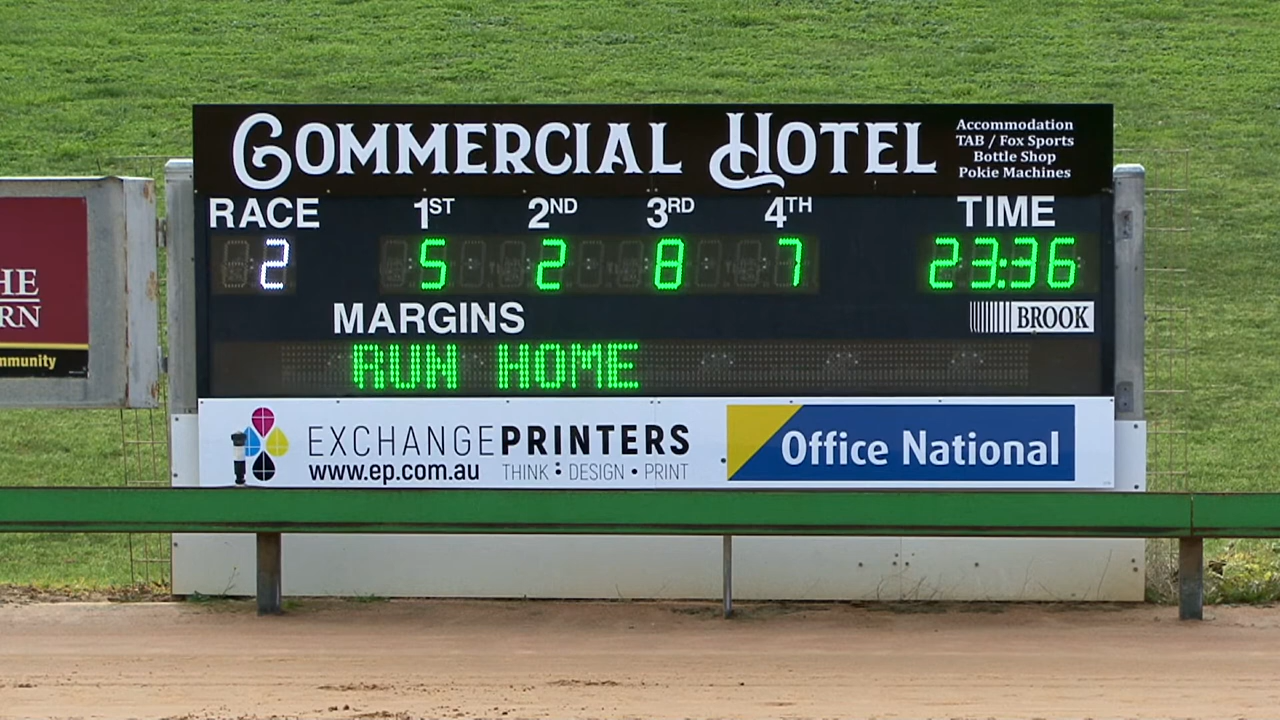 COMMERCIAL HOTEL
Accommodation
TAB / Fox Sports
Bottle Shop
Pokie Machines
RACE 1ST 2ND 3RD 4TH TIME
2 5 2 8 7 23:36
MARGINS
BROOK
RUN HOME
HE
RN
mmunity
EXCHANGEPRINTERS
www.ep.com.au
THINK : DESIGN • PRINT
Office National